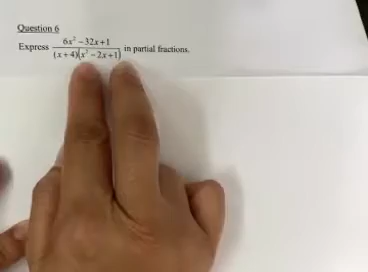 Question 6
Express (6x² − 32x + 1)/((x + 4)(x² − 2x + 1)) in partial fractions.